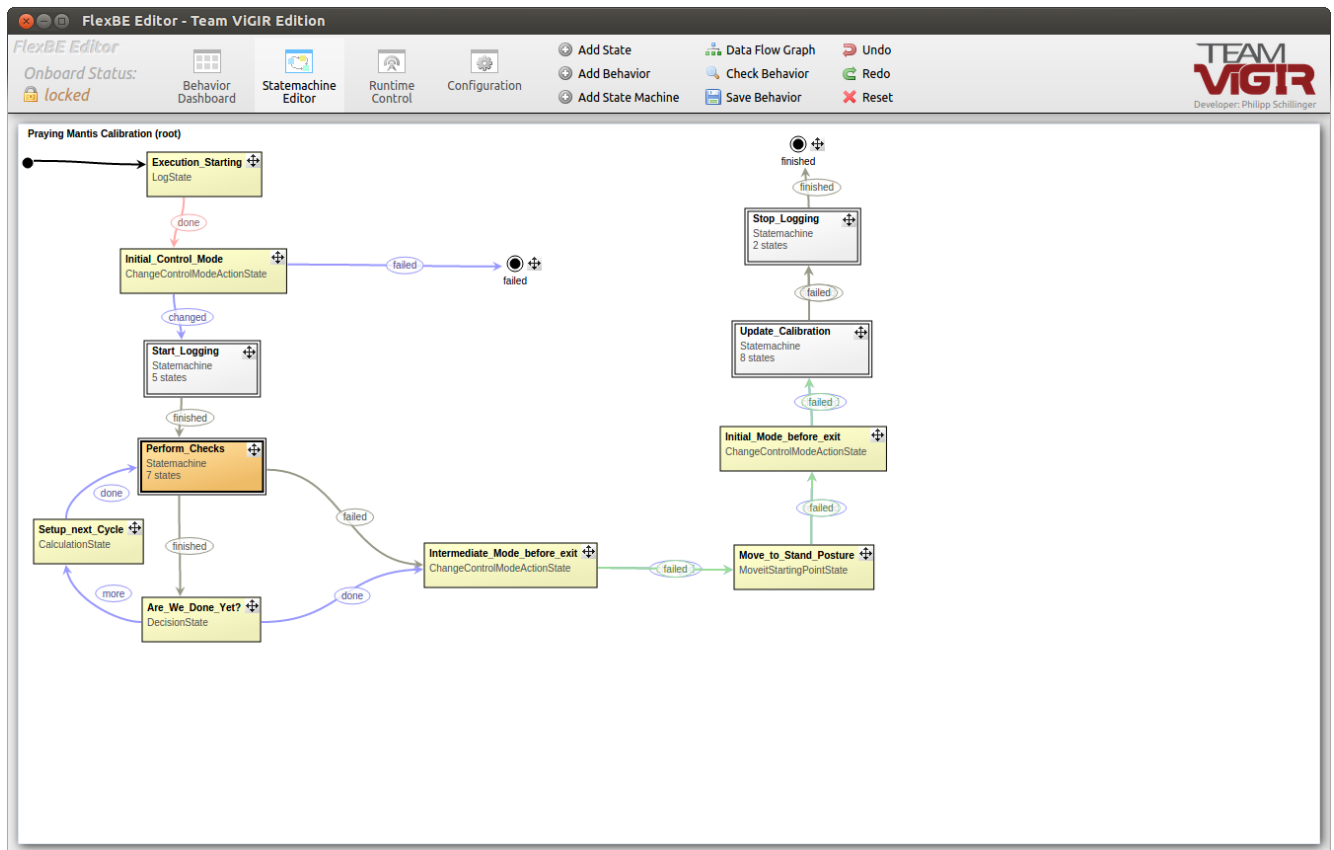 FlexBE Editor - Team ViGIR Edition
FlexBE Editor
Onboard Status:
locked
Behavior
Dashboard
Statemachine
Editor
Runtime
Control
Configuration
Add State
Add Behavior
Add State Machine
Data Flow Graph
Check Behavior
Save Behavior
Undo
Redo
Reset
TEAM
ViGIR
Developer: Philipp Schillinger
Praying Mantis Calibration (root)
Execution_Starting
LogState
done
Initial_Control_Mode
ChangeControlModeActionState
failed
failed
changed
Start_Logging
Statemachine
5 states
finished
Perform_Checks
Statemachine
7 states
done
failed
Setup_next_Cycle
CalculationState
finished
more
Are_We_Done_Yet?
DecisionState
done
Intermediate_Mode_before_exit
ChangeControlModeActionState
failed
Move_to_Stand_Posture
MoveitStartingPointState
failed
Initial_Mode_before_exit
ChangeControlModeActionState
failed
Update_Calibration
Statemachine
8 states
failed
Stop_Logging
Statemachine
2 states
finished
finished